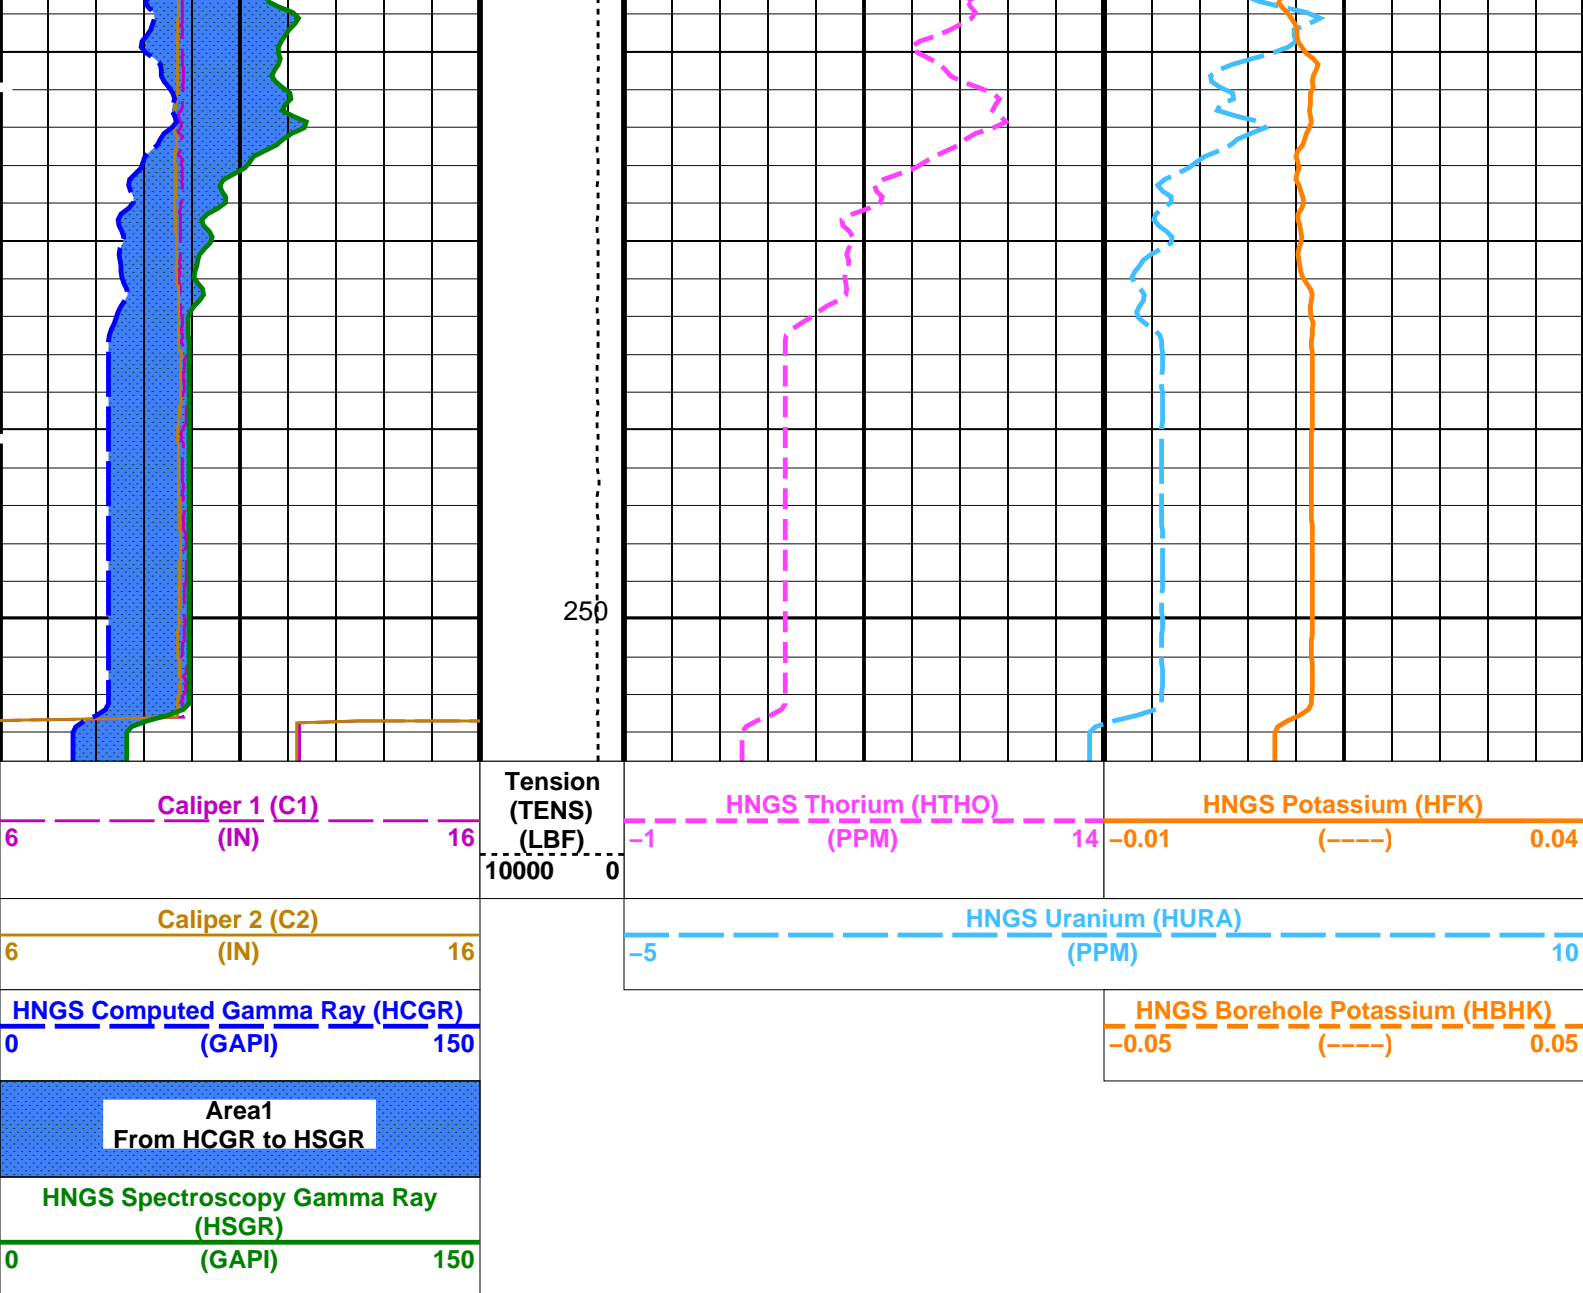 250
Caliper 1 (C1)
6 (IN) 16
Tension
(TENS)
(LBF)
10000 0
HNGS Thorium (HTHO)
−1 (PPM) 14
HNGS Potassium (HFK)
−0.01 (−−−−) 0.04
Caliper 2 (C2)
6 (IN) 16
HNGS Uranium (HURA)
−5 (PPM) 10
HNGS Computed Gamma Ray (HCGR)
0 (GAPI) 150
HNGS Borehole Potassium (HBHK)
−0.05 (−−−−) 0.05
Area1
From HCGR to HSGR
HNGS Spectroscopy Gamma Ray
(HSGR)
0 (GAPI) 150